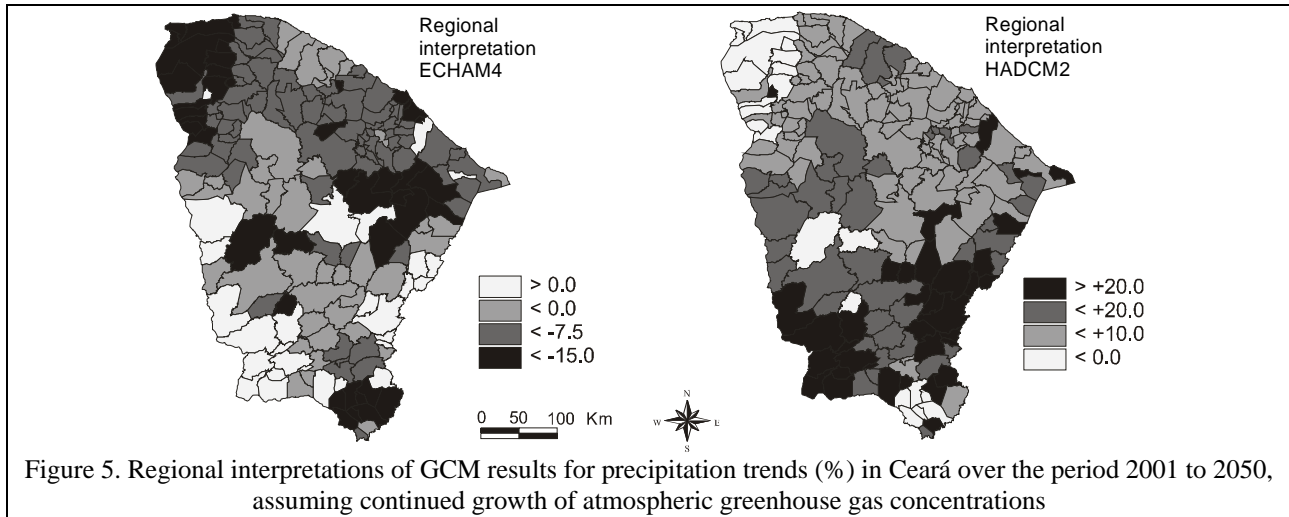 Regional
interpretation
ECHAM4
Regional
interpretation
HADCM2
> 0.0
< 0.0
< -7.5
< -15.0
> +20.0
< +20.0
< +10.0
< 0.0
0 50 100 Km
N
W E
S
Figure 5. Regional interpretations of GCM results for precipitation trends (%) in Ceará over the period 2001 to 2050,
assuming continued growth of atmospheric greenhouse gas concentrations